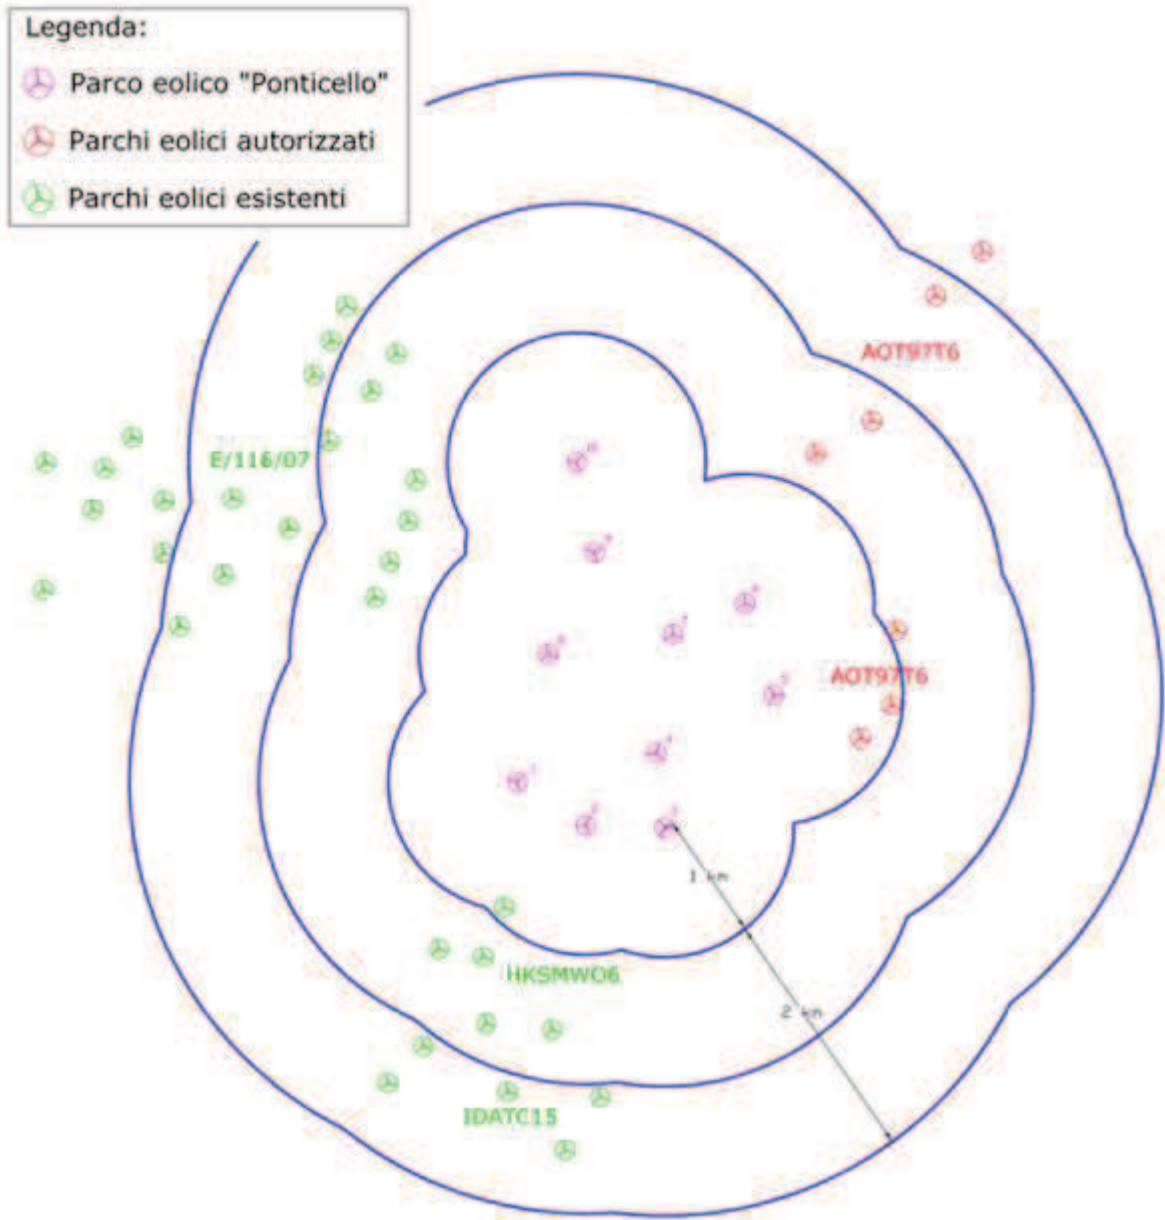 Legenda:
Parco eolico "Ponticello"
Parchi eolici autorizzati
Parchi eolici esistenti
AOT97T6
E/116/07
AOT97T6
1 km
HKSMWO6
2 km
IDATC15